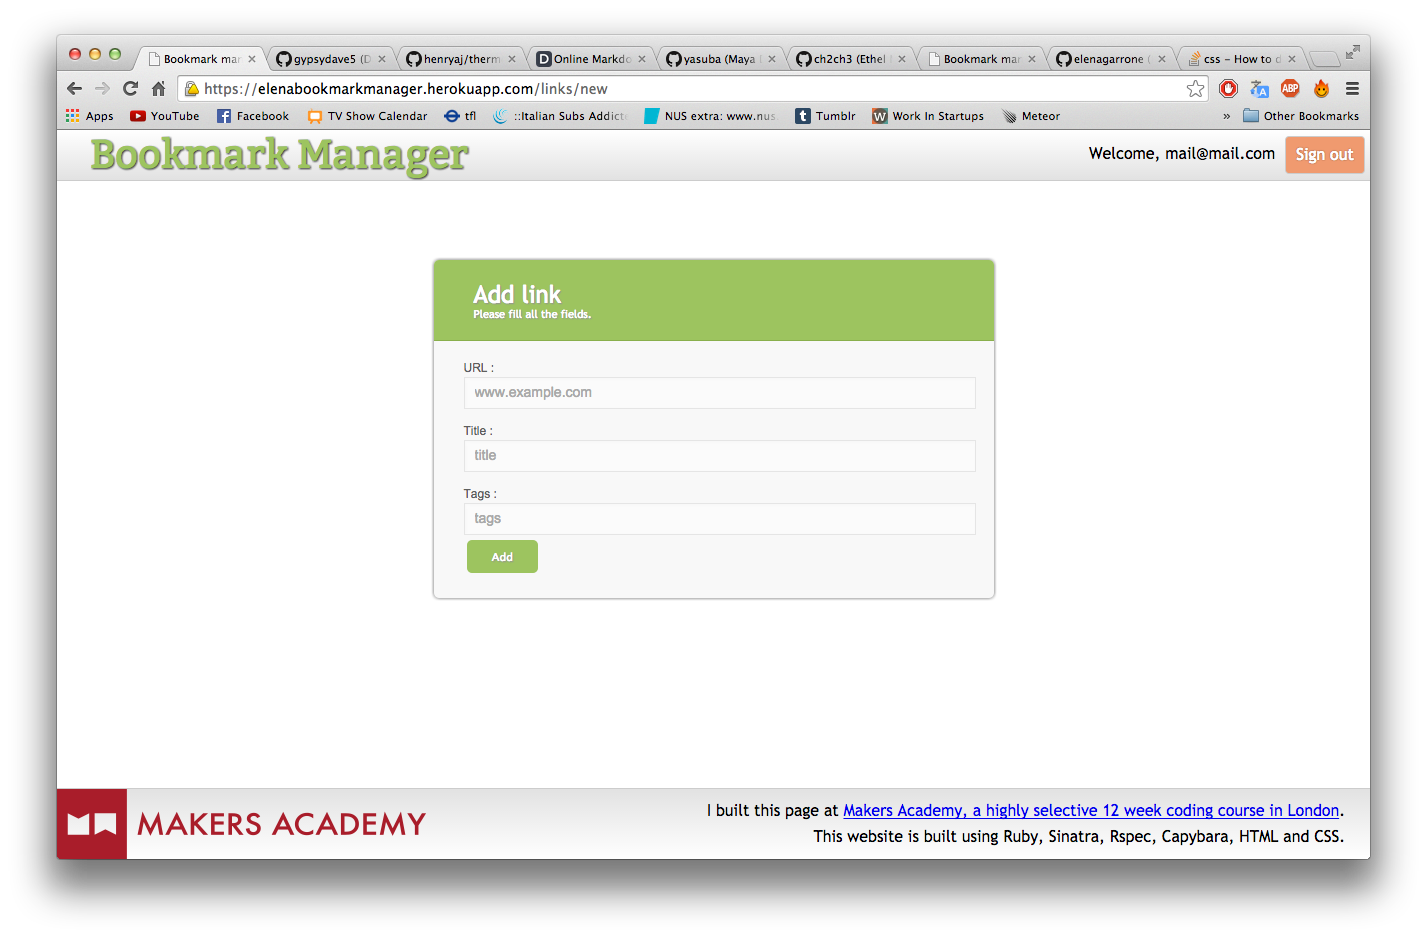 Bookmark mar
gypsydave5 (D
henryaj/therm
Online Markdo
yasuba (Maya
ch2ch3 (Ethel
Bookmark mar
elenagarrone (
css – How to d
https://elenabookmarkmanager.herokuapp.com/links/new
ABP
Apps
YouTube
Facebook
TV Show Calendar
tfl
::Italian Subs Addict
NUS extra: www.nus.
Tumblr
Work In Startups
Meteor
»
Other Bookmarks
Bookmark Manager
Welcome, mail@mail.com
Sign out
Add link
Please fill all the fields.
URL :
www.example.com
Title :
title
Tags :
tags
Add
MAKERS ACADEMY
I built this page at Makers Academy, a highly selective 12 week coding course in London.
This website is built using Ruby, Sinatra, Rspec, Capybara, HTML and CSS.